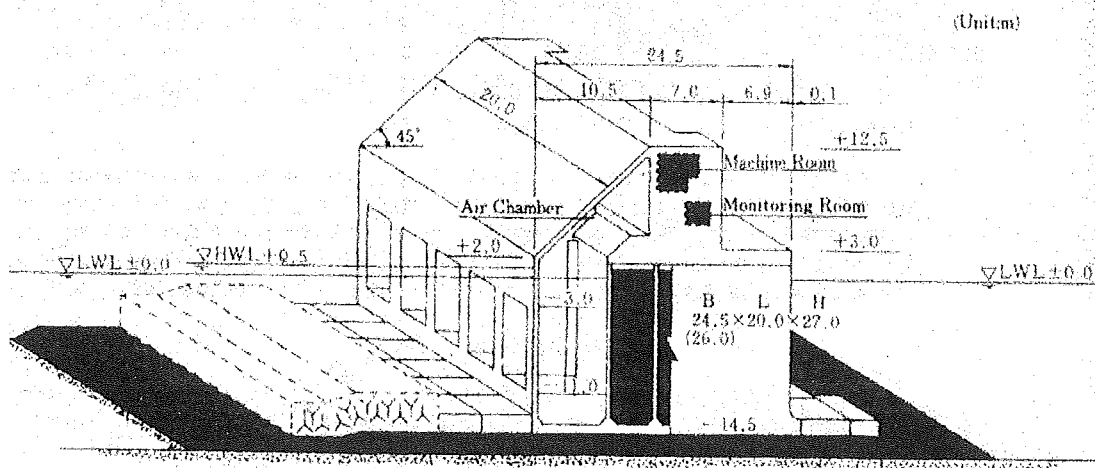 (Unit:m)
24.5
10.5 7.0 6.9 0.1
20.0
45°
+12.5
Machine Room
Air Chamber
Monitoring Room
+2.0
+3.0
LWL±0.0
HWL+0.5
LWL±0.0
B L H
24.5×20.0×27.0
(26.0)
-14.5